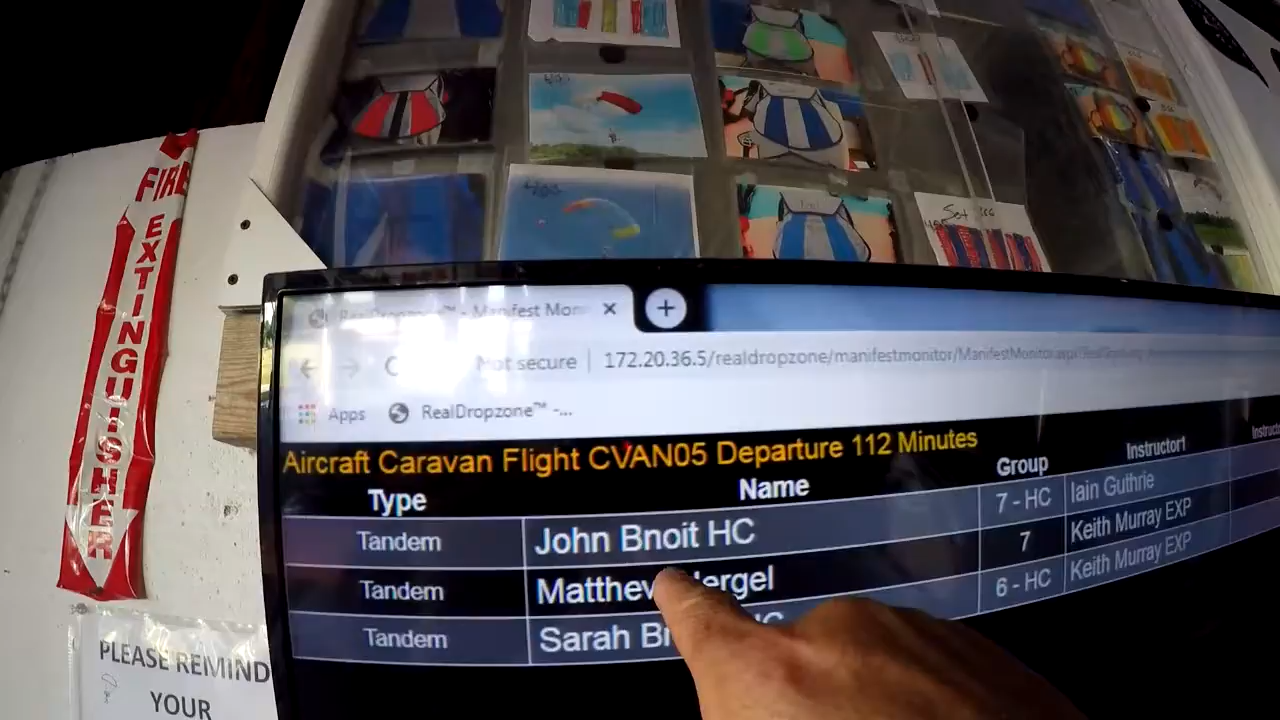 FIRE
EXTINGUISHER
RealDropzone™ - Manifest Mon
Not secure | 172.20.36.5/realdropzone/manifestmonitor/ManifestMonitor.aspx
Apps RealDropzone™ -...
Aircraft Caravan Flight CVAN05 Departure 112 Minutes
Type Name Group Instructor1
Tandem John Bnoit HC 7 - HC Iain Guthrie
Tandem Matthew ergel 7 Keith Murray EXP
Tandem Sarah 6 - HC Keith Murray EXP
PLEASE REMIND
YOUR